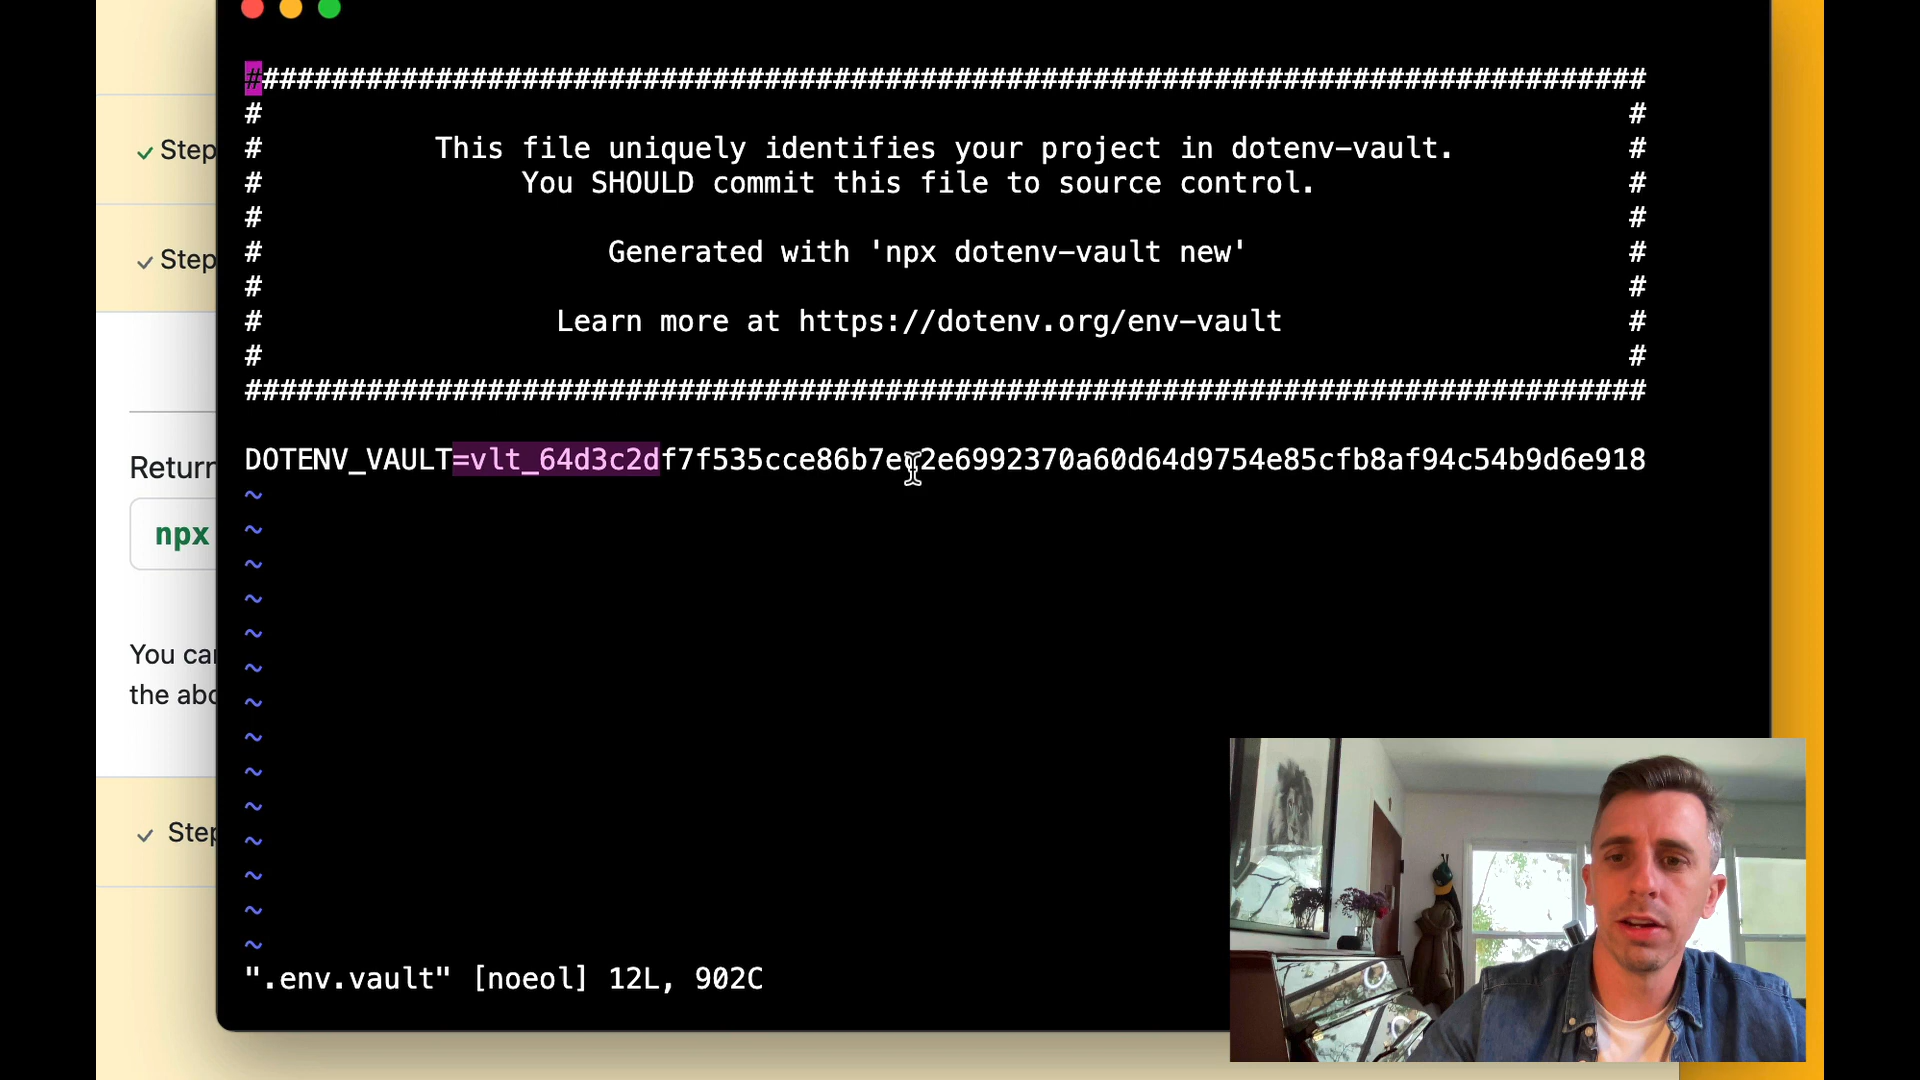 #################################################################################
# #
# This file uniquely identifies your project in dotenv-vault. #
# You SHOULD commit this file to source control. #
# #
# Generated with 'npx dotenv-vault new' #
# #
# Learn more at https://dotenv.org/env-vault #
# #
#################################################################################
DOTENV_VAULT=vlt_64d3c2df7f535cce86b7e
2e6992370a60d64d9754e85cfb8af94c54b9d6e918
~
~
~
~
~
~
~
~
~
~
~
~
~
~
".env.vault" [noeol] 12L, 902C
Step
Step
Return
npx
You
the
Step